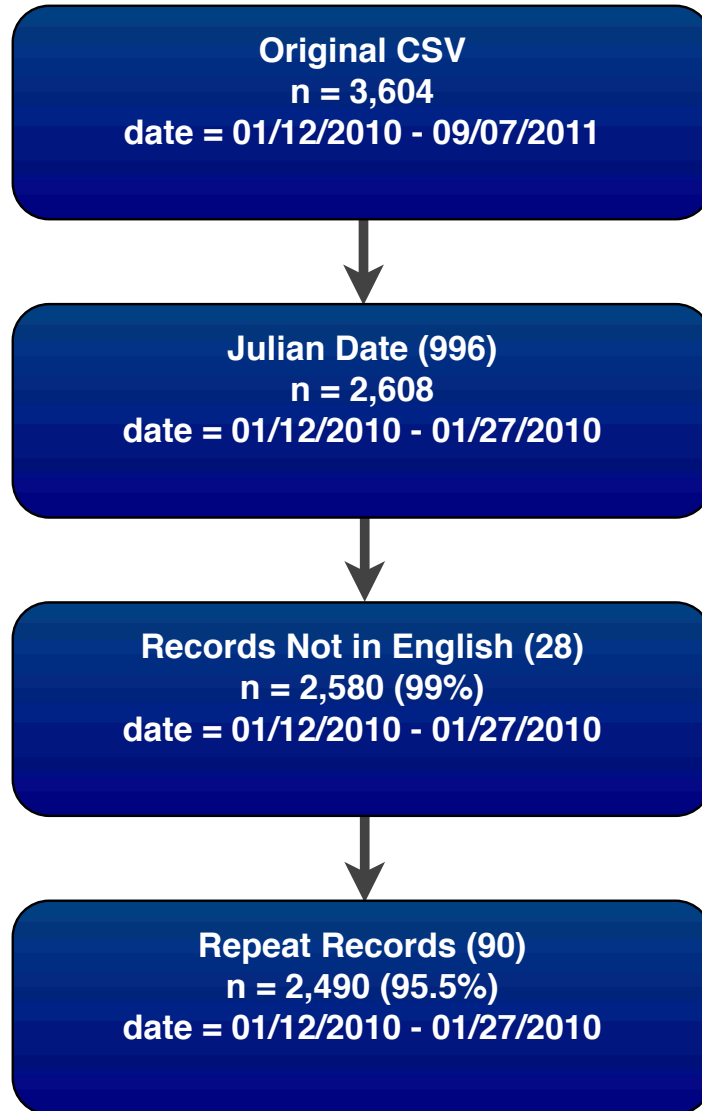 Original CSV
n = 3,604
date = 01/12/2010 - 09/07/2011
Julian Date (996)
n = 2,608
date = 01/12/2010 - 01/27/2010
Records Not in English (28)
n = 2,580 (99%)
date = 01/12/2010 - 01/27/2010
Repeat Records (90)
n = 2,490 (95.5%)
date = 01/12/2010 - 01/27/2010